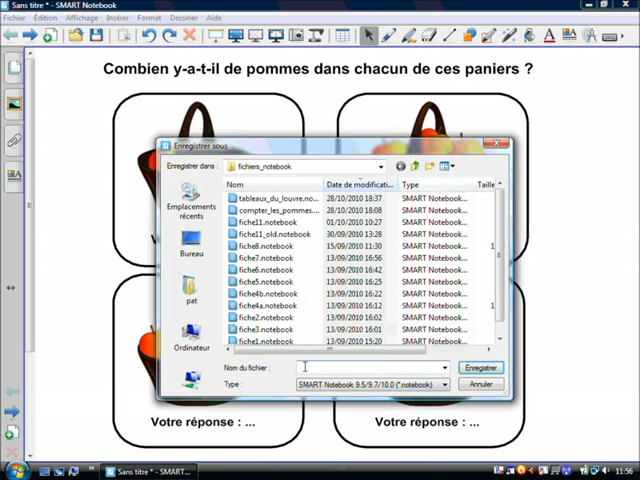 Sans titre * - SMART Notebook
Fichier Édition Affichage Insérer Format Dessiner Aide
Combien y-a-t-il de pommes dans chacun de ces paniers ?
Enregistrer sous
Enregistrer dans : fichiers_notebook
Nom Date de modificati... Type Taille
tableaux_du_louvre.no... 28/10/2010 18:37 SMART Notebook...
compter_les_pommes.... 28/10/2010 18:08 SMART Notebook...
fiche11.notebook 01/10/2010 10:27 SMART Notebook...
fiche11_old.notebook 30/09/2010 13:28 SMART Notebook...
fiche8.notebook 15/09/2010 11:30 SMART Notebook... 1
fiche7.notebook 13/09/2010 16:56 SMART Notebook...
fiche6.notebook 13/09/2010 16:42 SMART Notebook...
fiche5.notebook 13/09/2010 16:25 SMART Notebook...
fiche4b.notebook 13/09/2010 16:22 SMART Notebook...
fiche4a.notebook 13/09/2010 16:12 SMART Notebook... 1
fiche2.notebook 13/09/2010 16:02 SMART Notebook...
fiche3.notebook 13/09/2010 16:01 SMART Notebook...
fiche1.notebook 13/09/2010 15:20 SMART Notebook... 1
Emplacements
récents
Bureau
pat
Ordinateur
Nom du fichier : Enregistrer
Type : SMART Notebook 9.5/9.7/10.0 (*.notebook) Annuler
Votre réponse : ... Votre réponse : ...
Sans titre * - SMART... FR 11:56